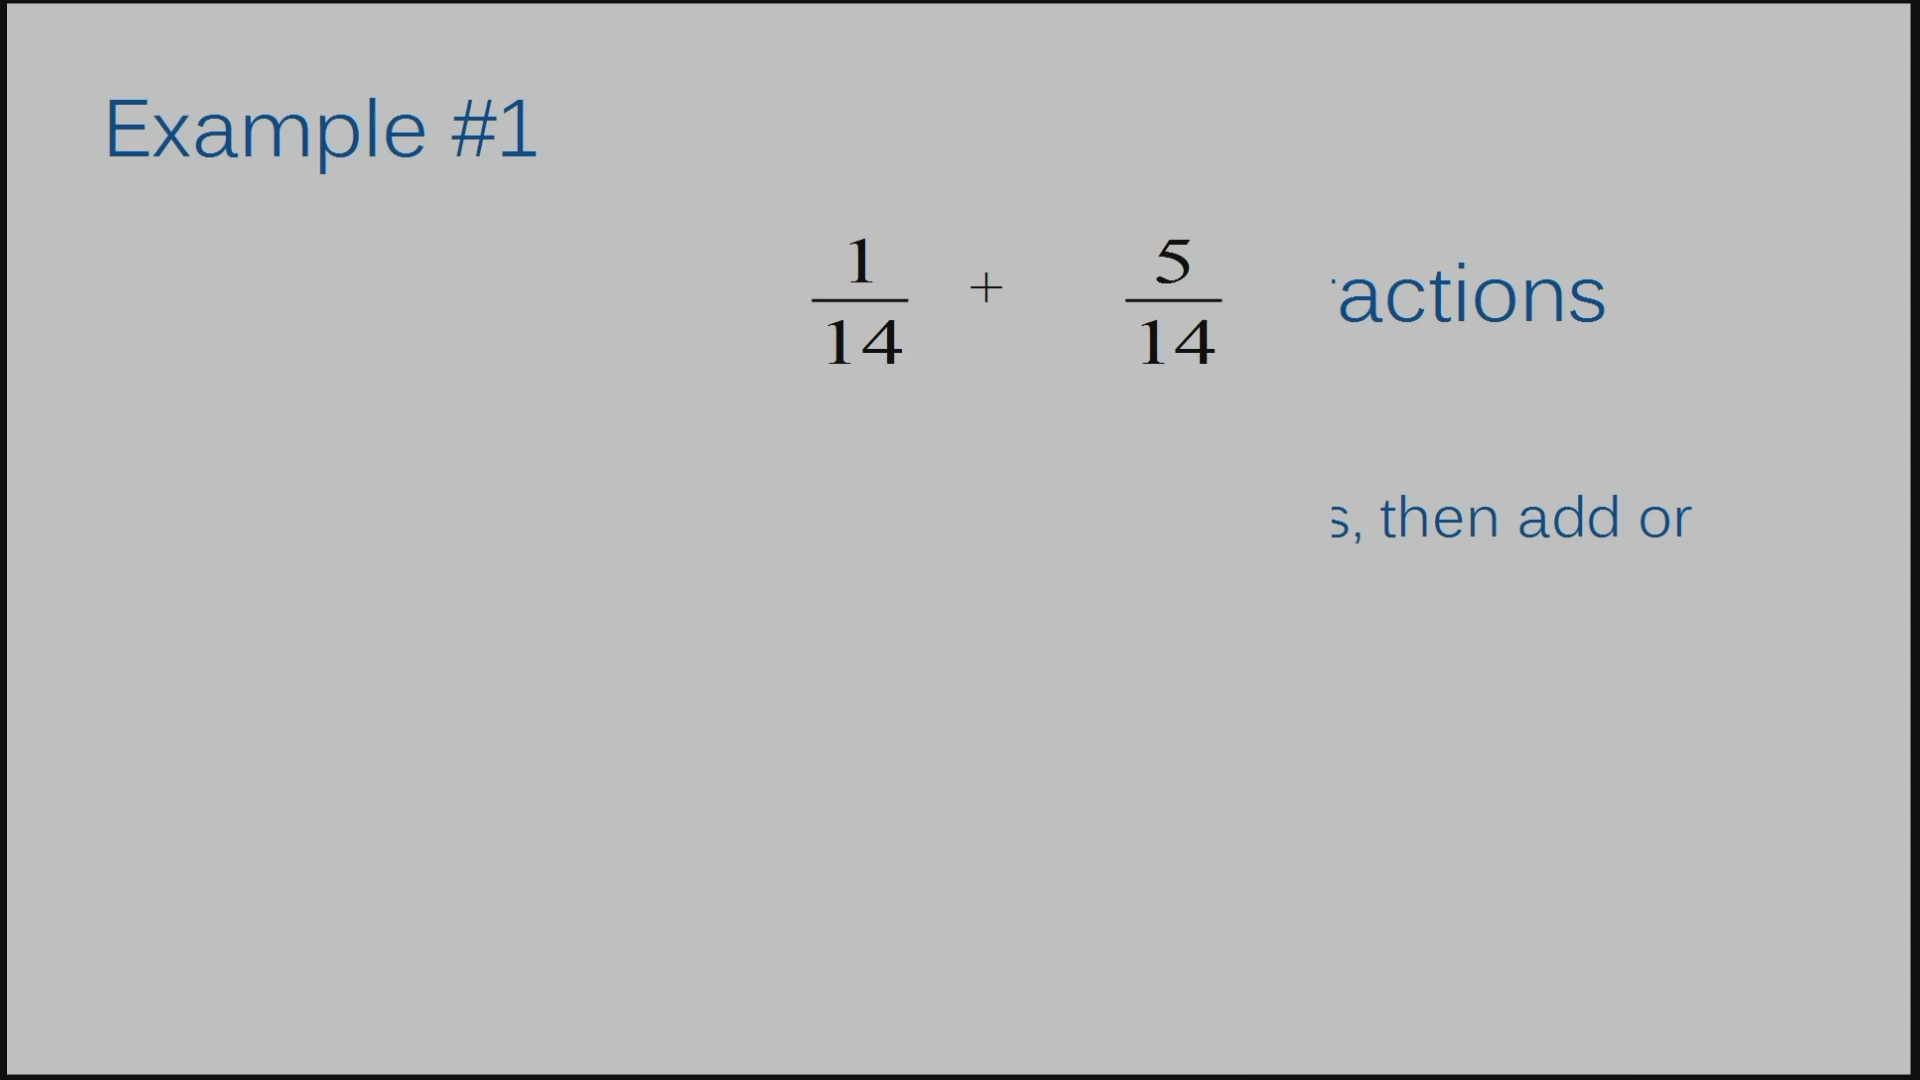 Example #1
1/14 + 5/14
actions
s, then add or